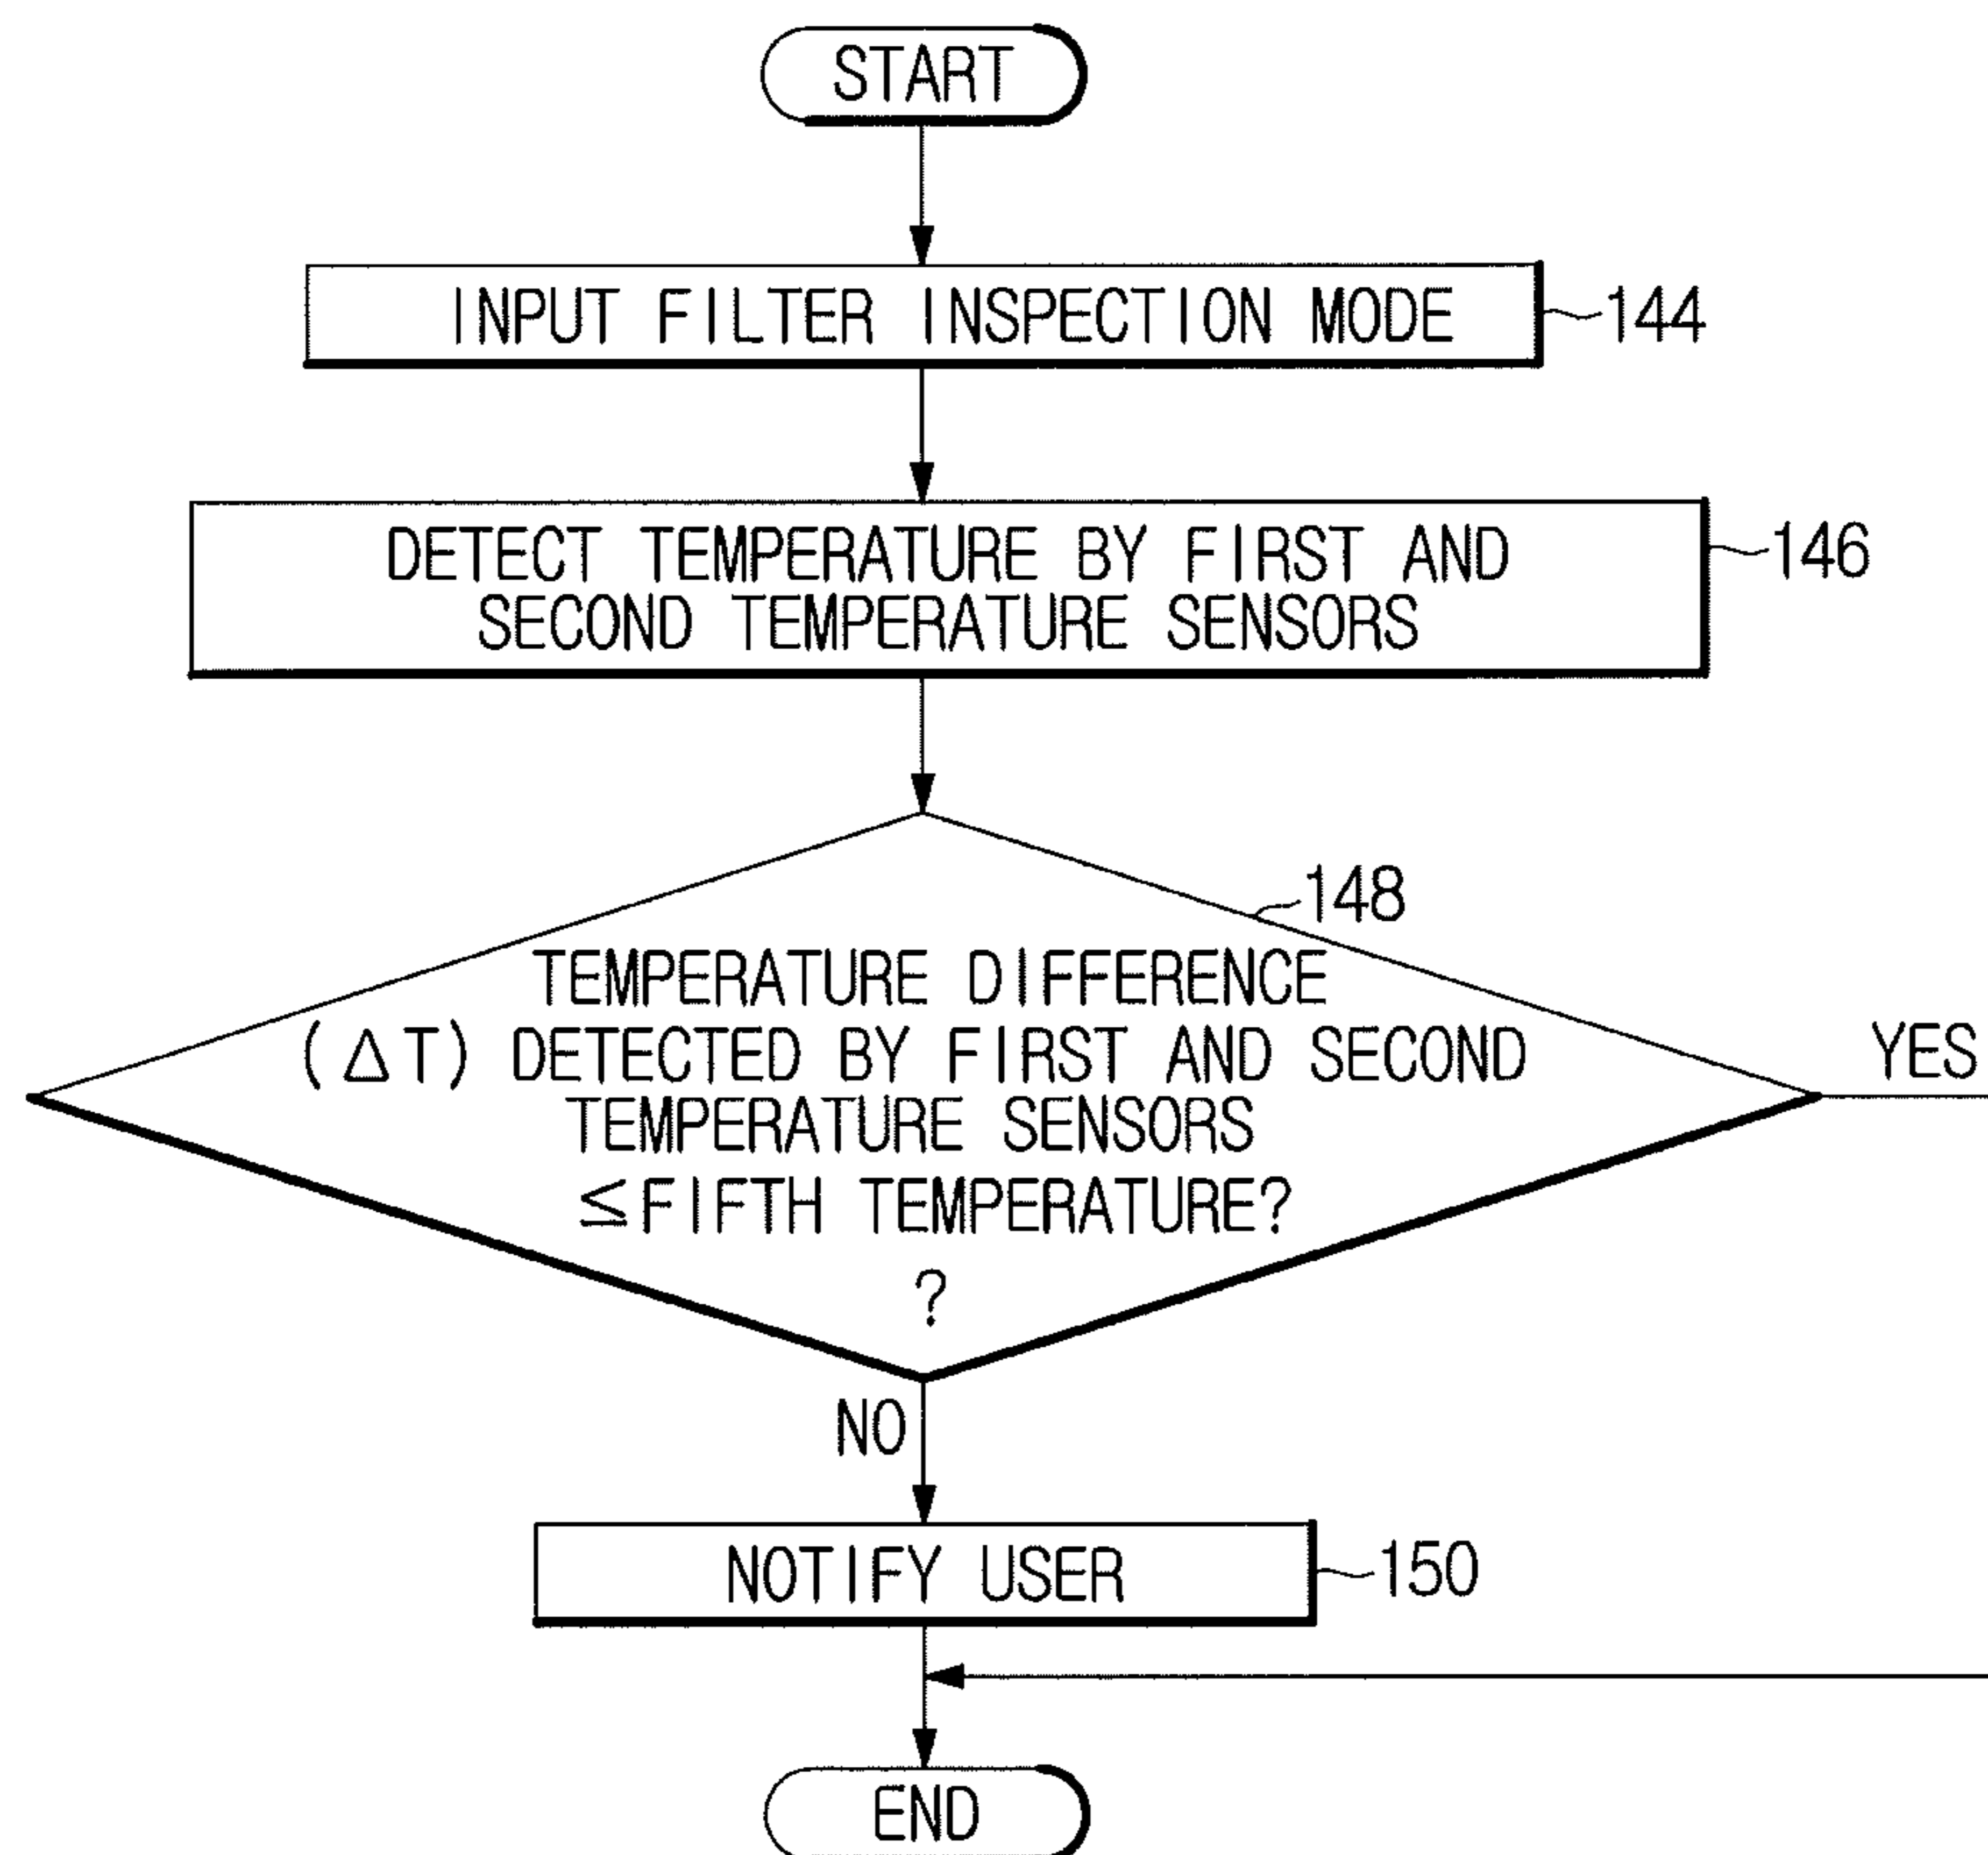 START
INPUT FILTER INSPECTION MODE
144
DETECT TEMPERATURE BY FIRST AND
SECOND TEMPERATURE SENSORS
146
148
TEMPERATURE DIFFERENCE
(ΔT) DETECTED BY FIRST AND SECOND
TEMPERATURE SENSORS
≤FIFTH TEMPERATURE?
?
YES
NO
NOTIFY USER
150
END